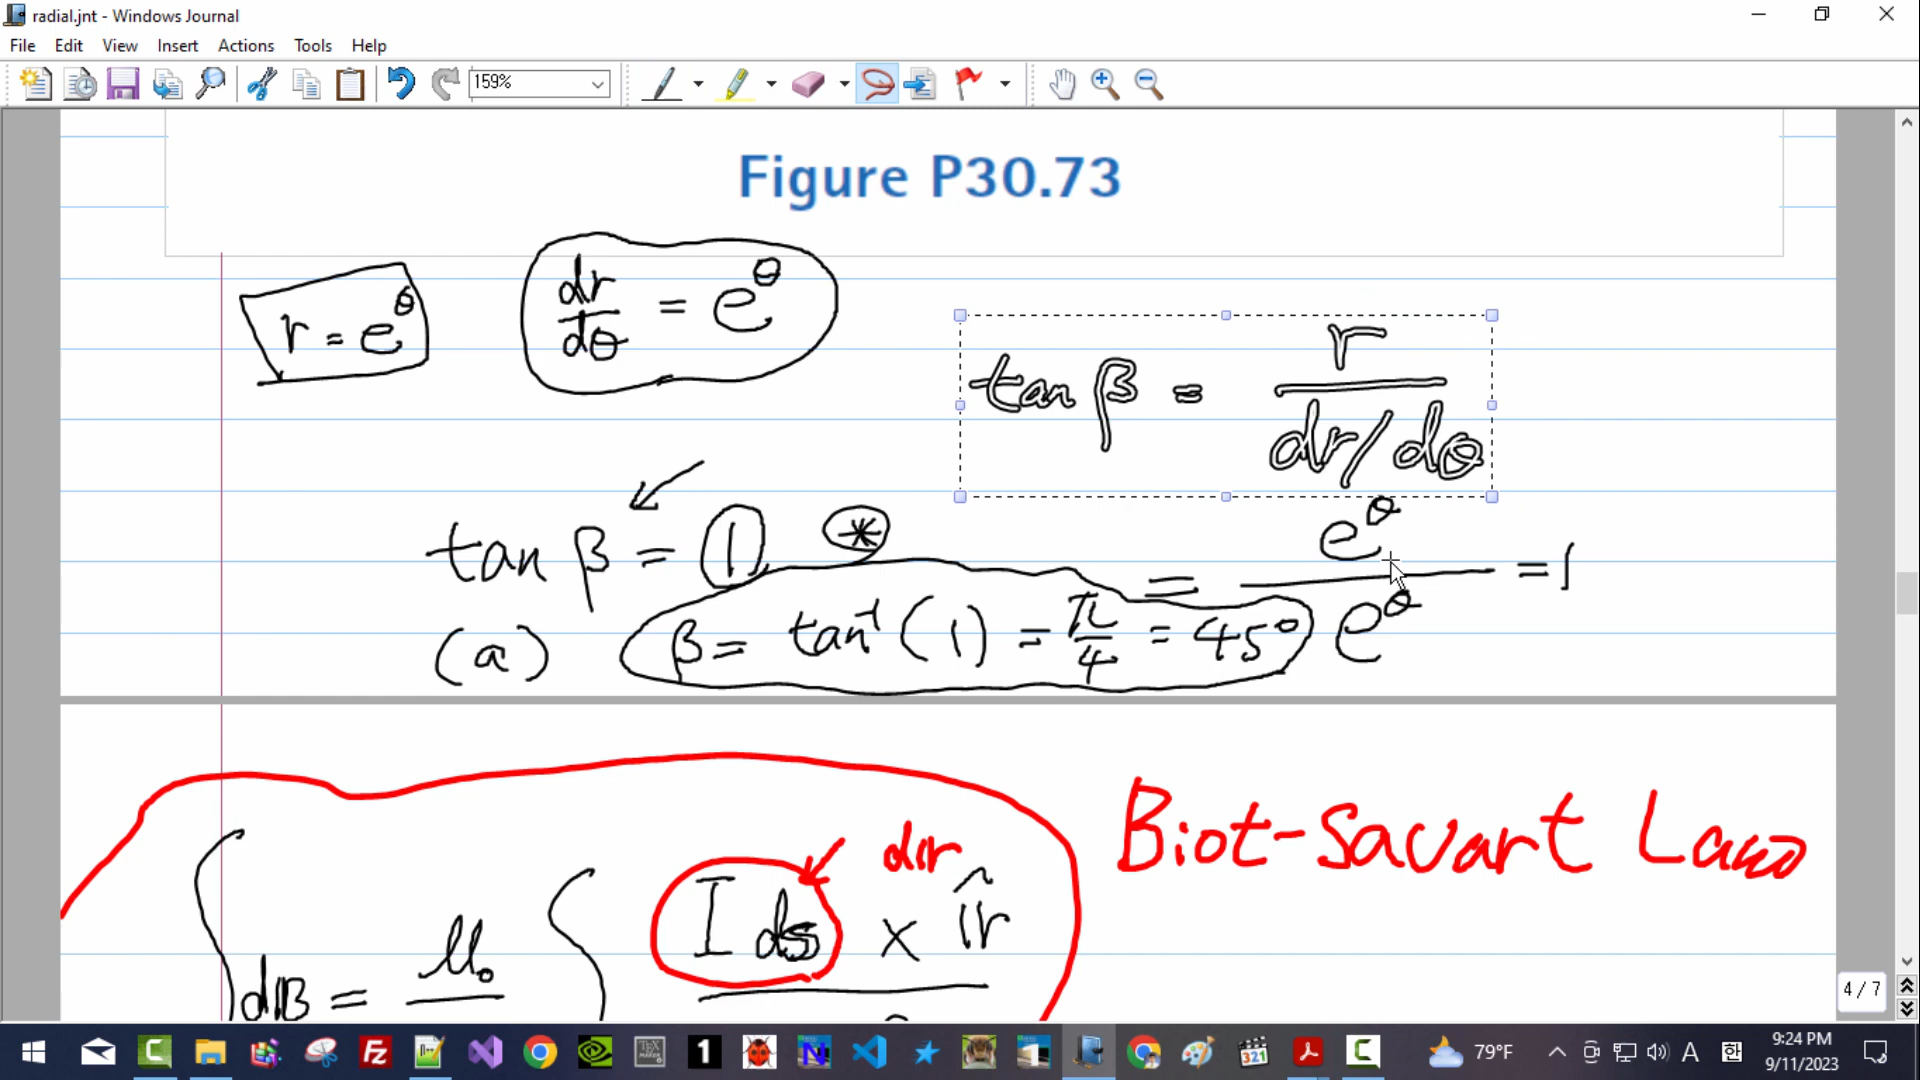 radial.jnt - Windows Journal
File Edit View Insert Actions Tools Help
159%
Figure P30.73
r = e^θ
dr/dθ = e^θ
tan β = r / (dr/dθ)
tan β = 1 ⊛
= e^θ / e^θ = 1
(a) β = tan⁻¹(1) = π/4 = 45°
Biot-Savart Law
dr
I ds × r̂
dB = μ₀
4 / 7
79°F
A 한
9:24 PM
9/11/2023